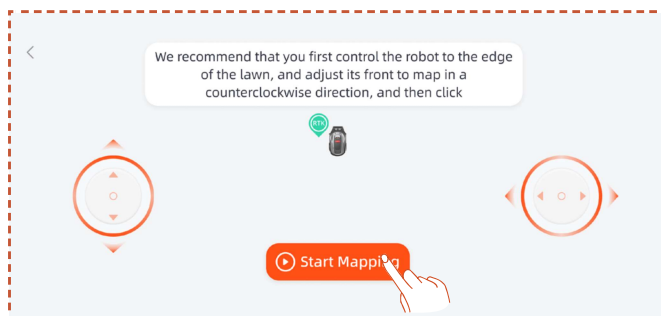 We recommend that you first control the robot to the edge
of the lawn, and adjust its front to map in a
counterclockwise direction, and then click
RTK
Start Mapping